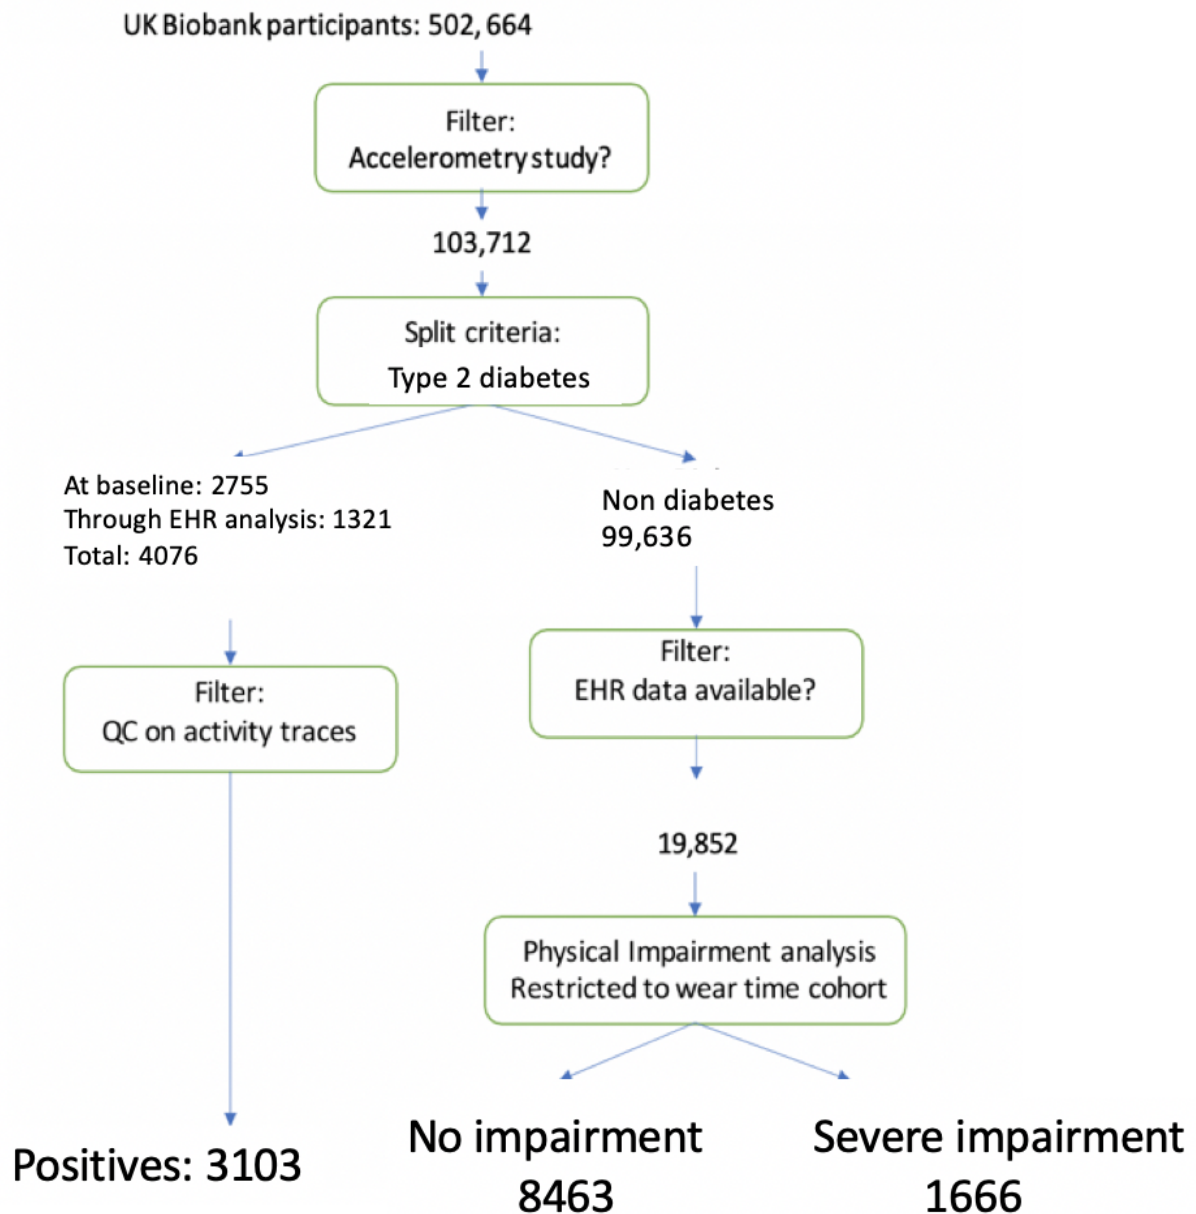 UK Biobank participants: 502, 664
Filter:
Accelerometry study?
103,712
Split criteria:
Type 2 diabetes
At baseline: 2755
Through EHR analysis: 1321
Total: 4076
Non diabetes
99,636
Filter:
QC on activity traces
Filter:
EHR data available?
19,852
Physical Impairment analysis
Restricted to wear time cohort
Positives: 3103
No impairment
8463
Severe impairment
1666